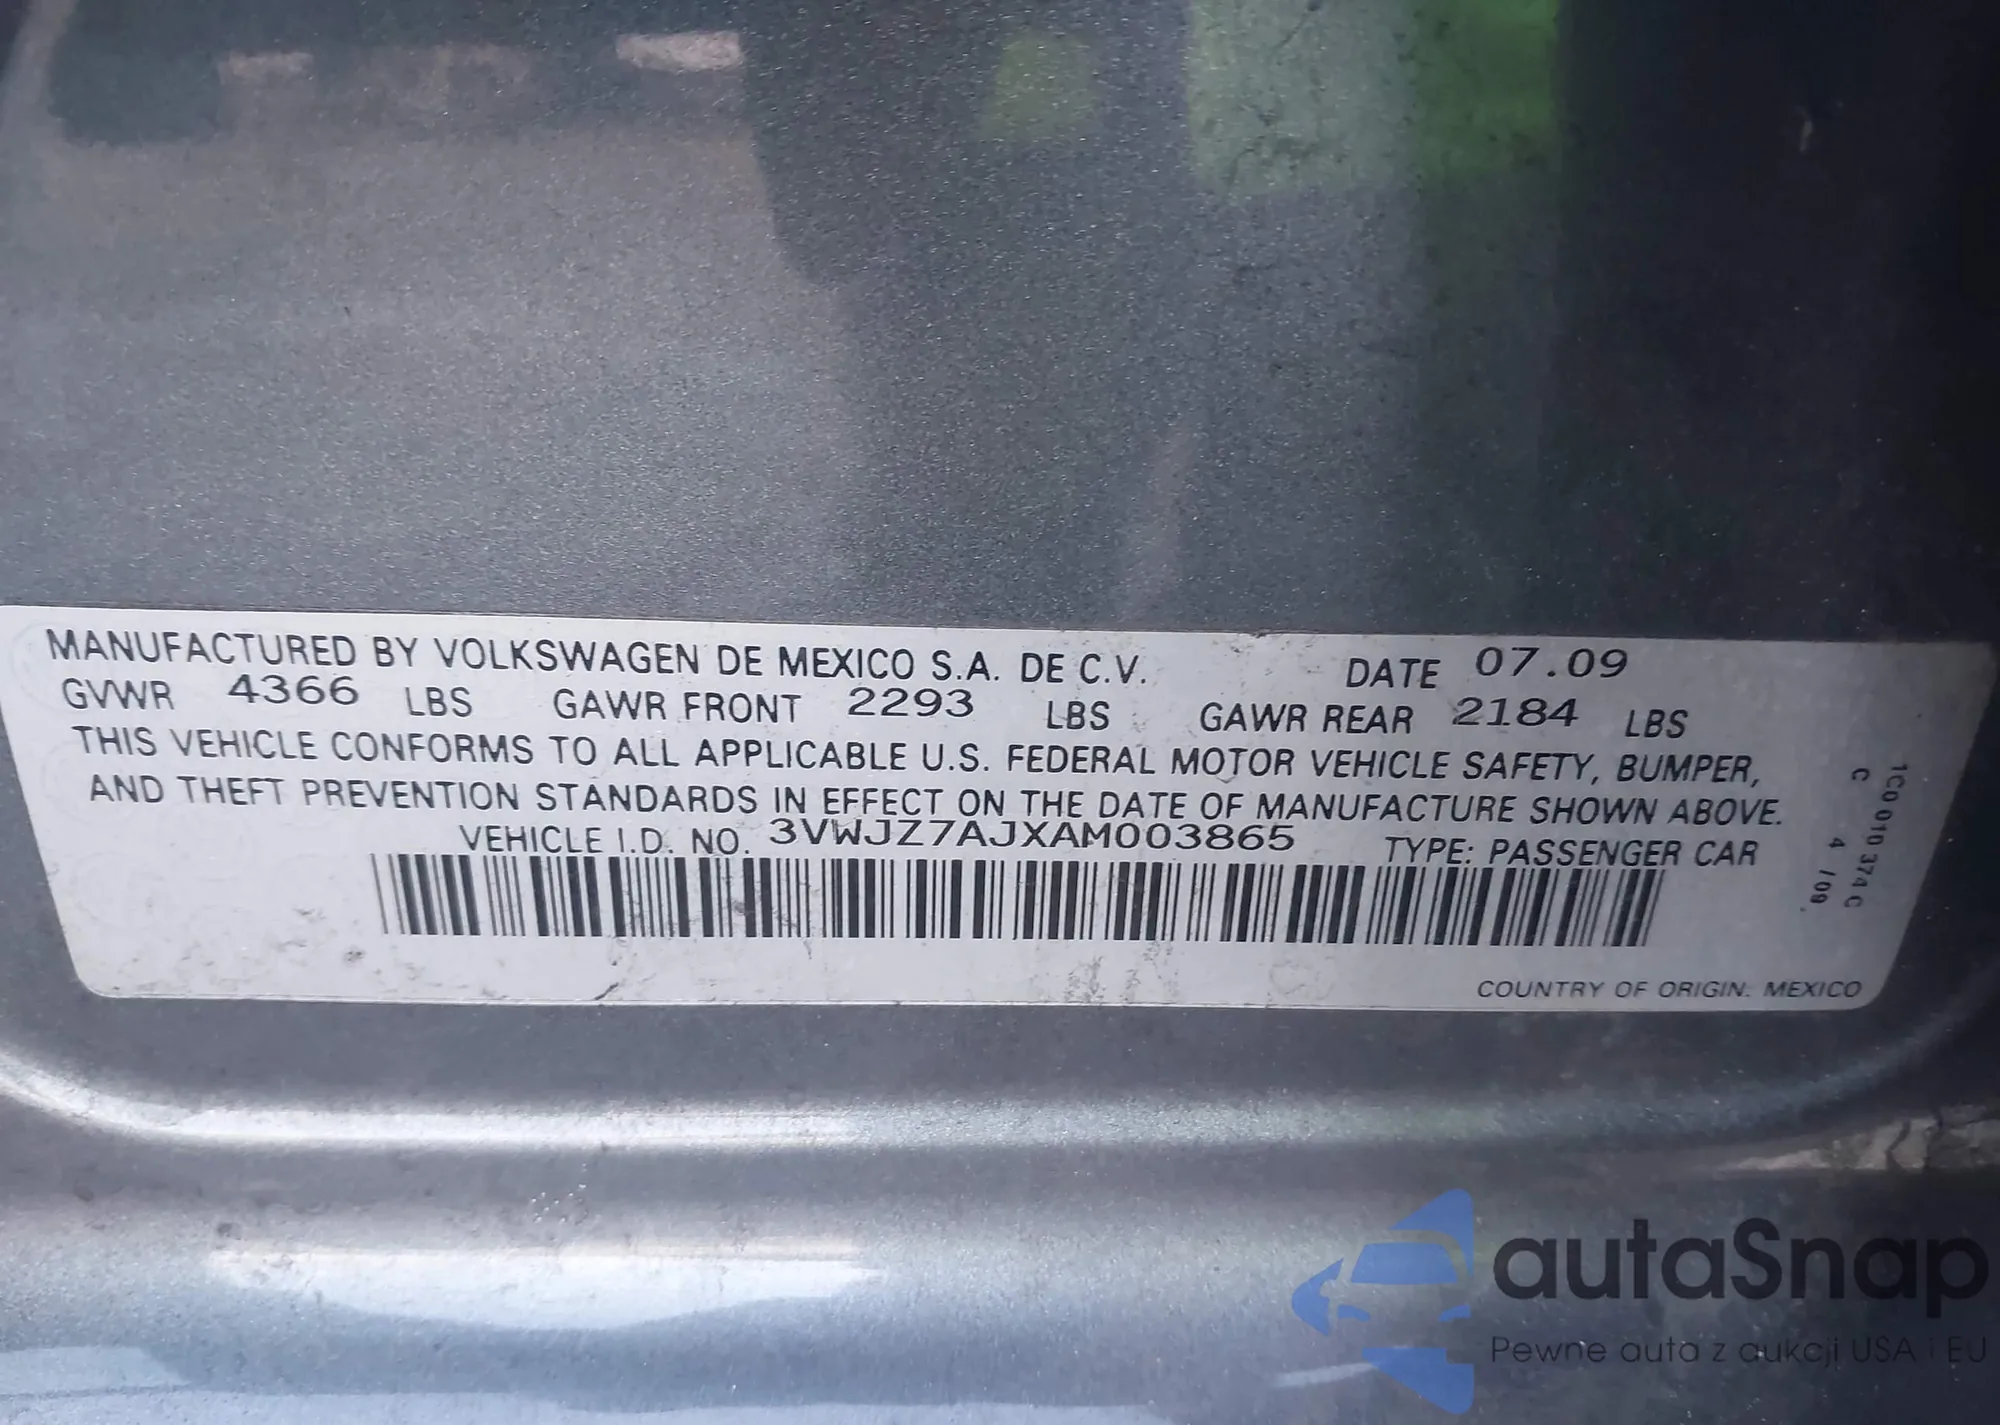 MANUFACTURED BY VOLKSWAGEN DE MEXICO S.A. DE C.V. DATE 07.09
GVWR 4366 LBS GAWR FRONT 2293 LBS GAWR REAR 2184 LBS
THIS VEHICLE CONFORMS TO ALL APPLICABLE U.S. FEDERAL MOTOR VEHICLE SAFETY, BUMPER,
AND THEFT PREVENTION STANDARDS IN EFFECT ON THE DATE OF MANUFACTURE SHOWN ABOVE.
VEHICLE I.D. NO. 3VWJZ7AJXAM003865 TYPE: PASSENGER CAR
1C0 010 374 C
C 4 /09.
COUNTRY OF ORIGIN: MEXICO
autaSnap
Pewne auta z aukcji USA i EU